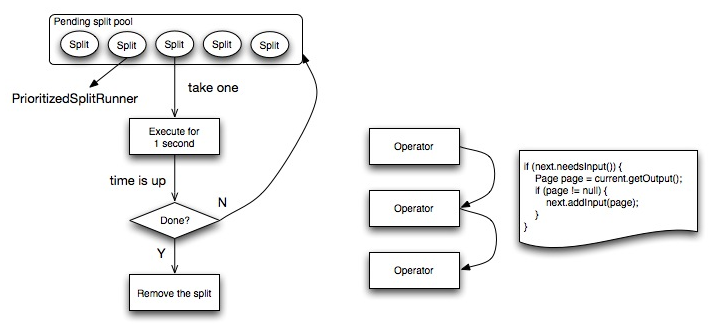 Pending split pool
Split
Split
Split
Split
Split
PrioritizedSplitRunner
take one
Execute for
1 second
time is up
Done?
N
Y
Remove the split
Operator
Operator
Operator
if (next.needsInput()) {
Page page = current.getOutput();
if (page != null) {
next.addInput(page);
}
}